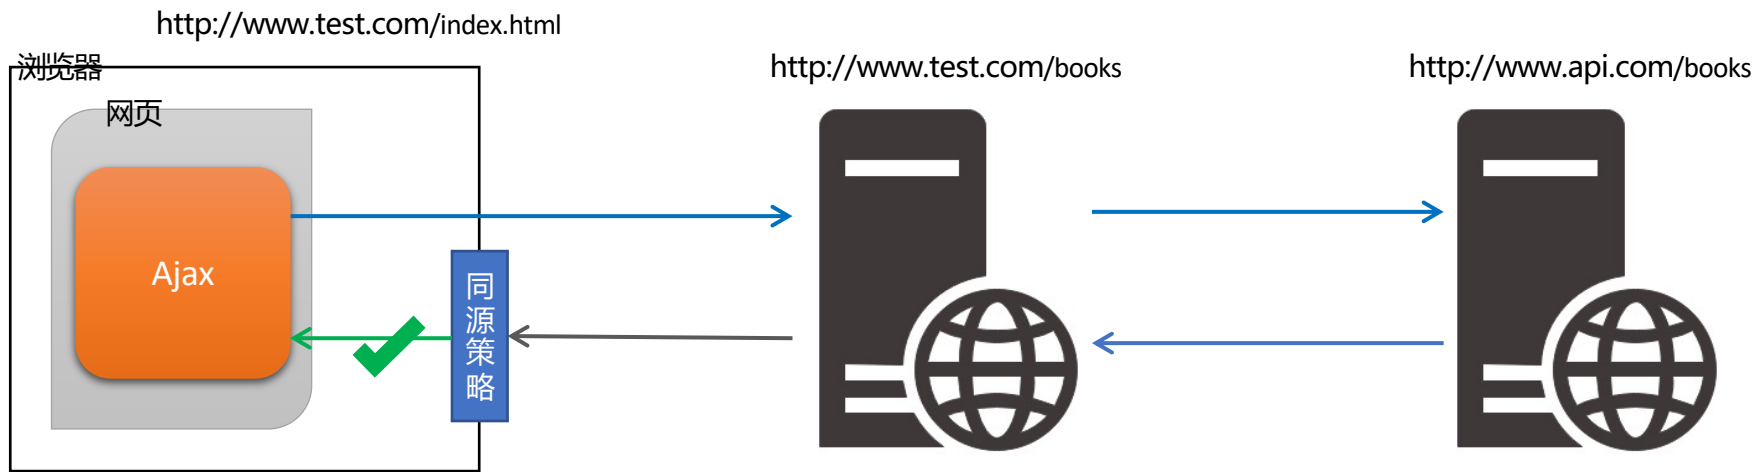 http://www.test.com/index.html
浏览器
网页
Ajax
同源策略
http://www.test.com/books
http://www.api.com/books